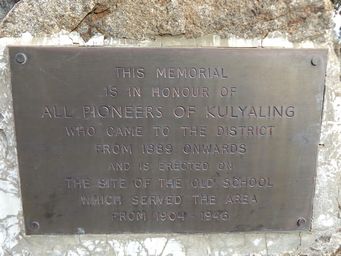 THIS MEMORIAL
IS IN HONOUR OF
ALL PIONEERS OF KULYALING
WHO CAME TO THE DISTRICT
FROM 1889 ONWARDS
AND IS ERECTED ON
THE SITE OF THE OLD SCHOOL
WHICH SERVED THE AREA
FROM 1904 - 1946